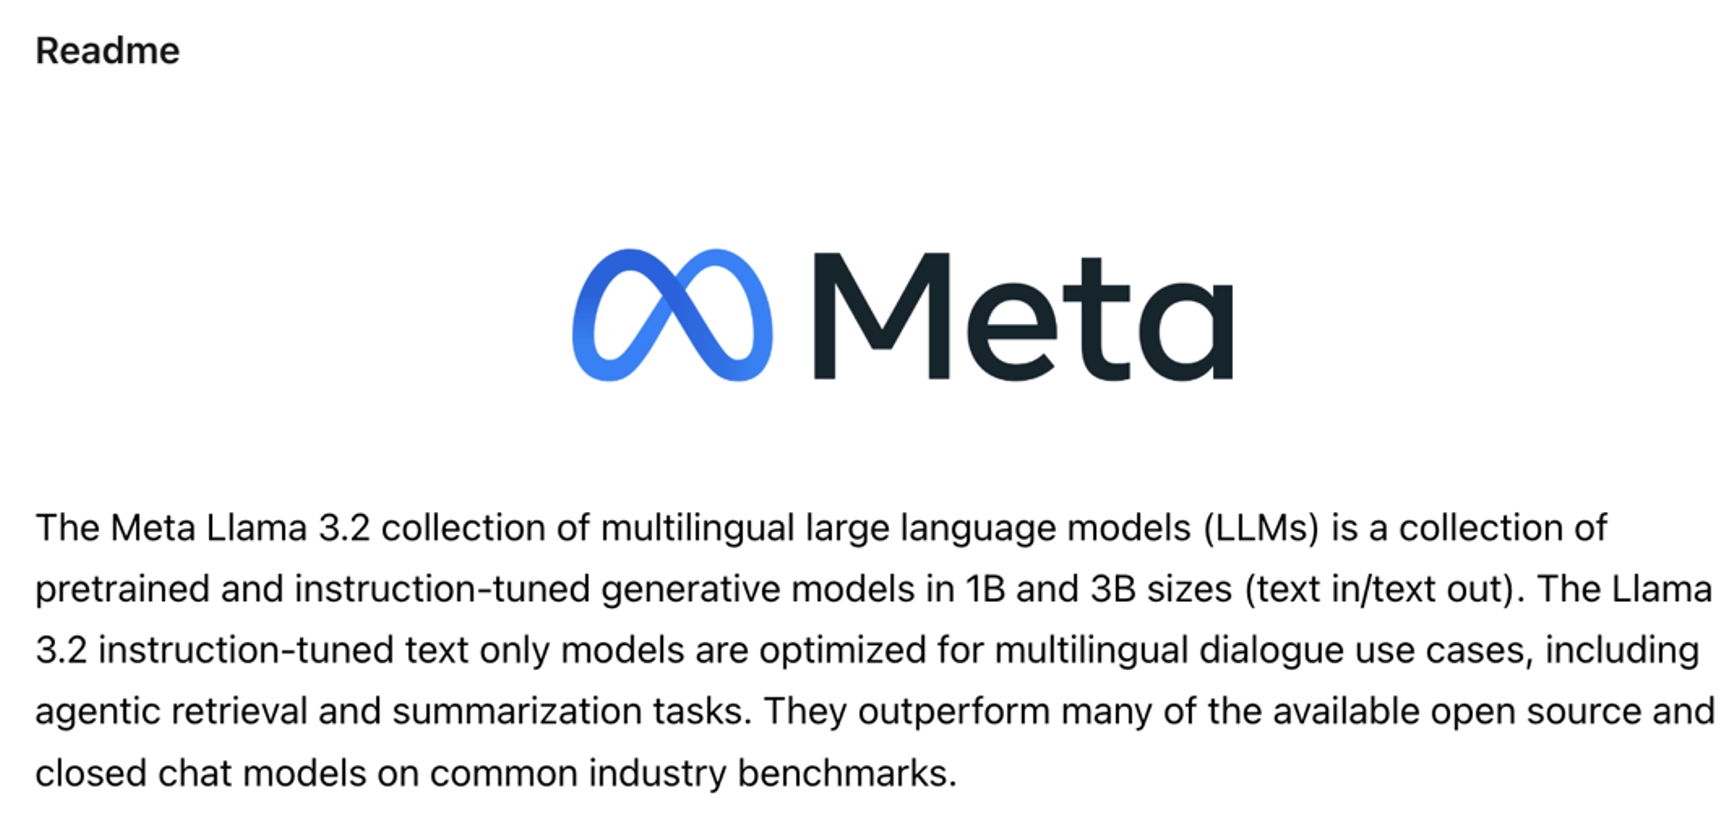 Readme
Meta
The Meta Llama 3.2 collection of multilingual large language models (LLMs) is a collection of
pretrained and instruction-tuned generative models in 1B and 3B sizes (text in/text out). The Llama
3.2 instruction-tuned text only models are optimized for multilingual dialogue use cases, including
agentic retrieval and summarization tasks. They outperform many of the available open source and
closed chat models on common industry benchmarks.